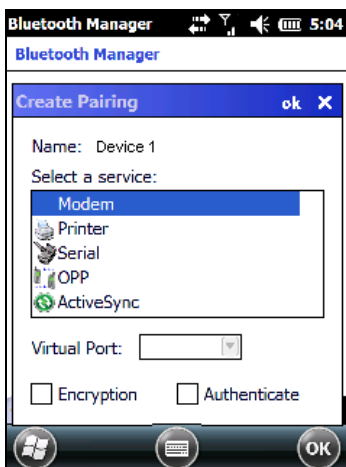 Bluetooth Manager 5:04
Bluetooth Manager
Create Pairing ok
Name: Device 1
Select a service:
Modem
Printer
Serial
OPP
ActiveSync
Virtual Port:
Encryption Authenticate
OK